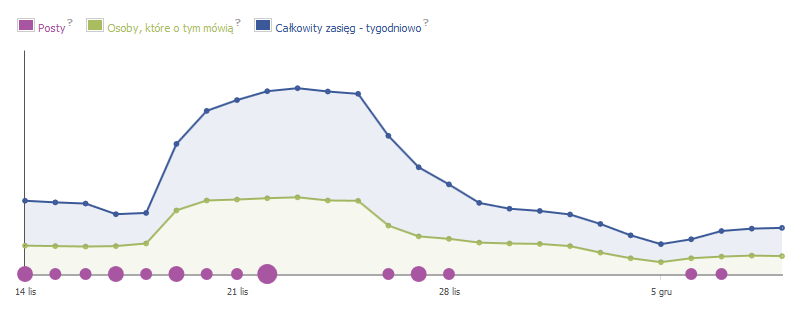 Posty? Osoby, które o tym mówią? Całkowity zasięg - tygodniowo?
14 lis 21 lis 28 lis 5 gru